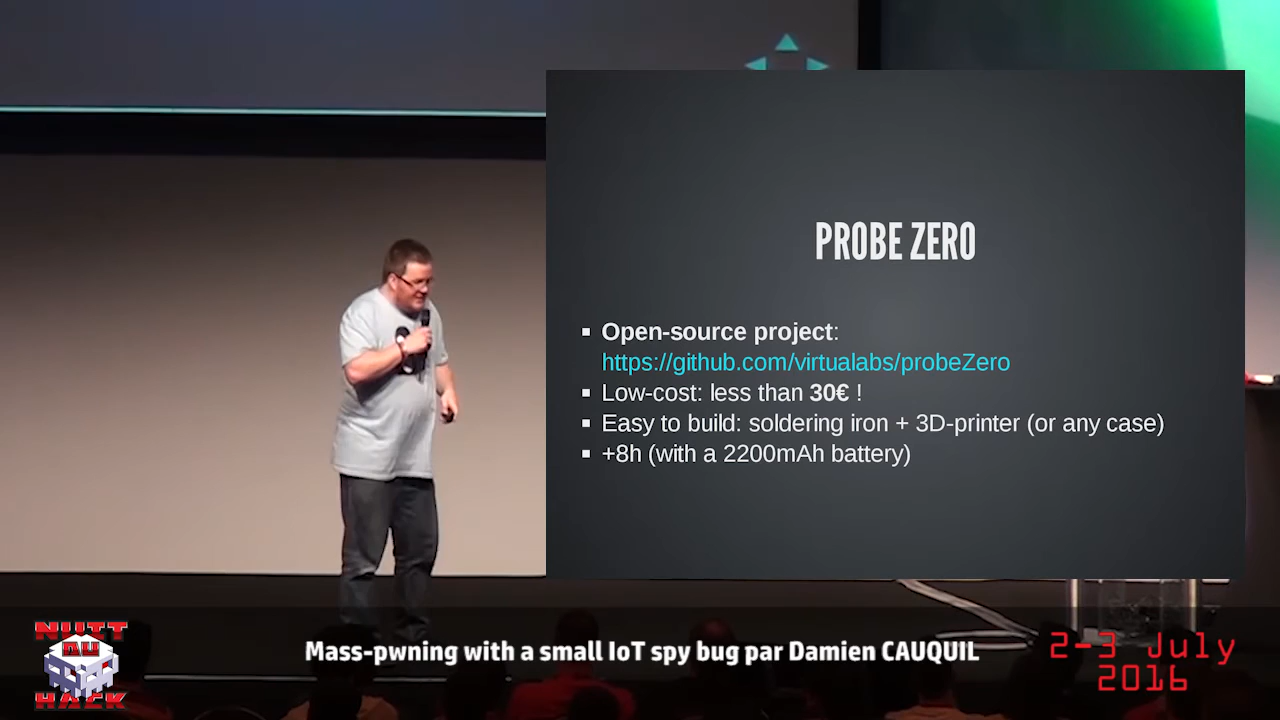 PROBE ZERO
▪ Open-source project:
https://github.com/virtualabs/probeZero
▪ Low-cost: less than 30€ !
▪ Easy to build: soldering iron + 3D-printer (or any case)
▪ +8h (with a 2200mAh battery)
NUIT
DU
HACK
Mass-pwning with a small IoT spy bug par Damien CAUQUIL
2-3 July
2016